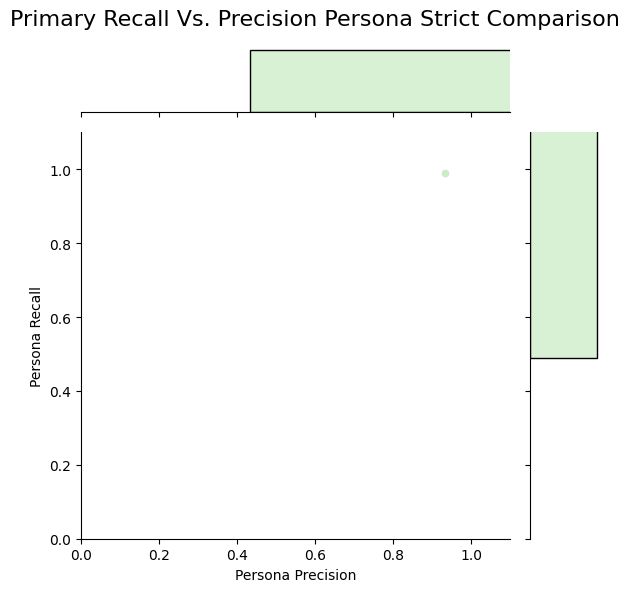 Primary Recall Vs. Precision Persona Strict Comparison
1.0
0.8
0.6
0.4
0.2
0.0
Persona Recall
0.0 0.2 0.4 0.6 0.8 1.0
Persona Precision